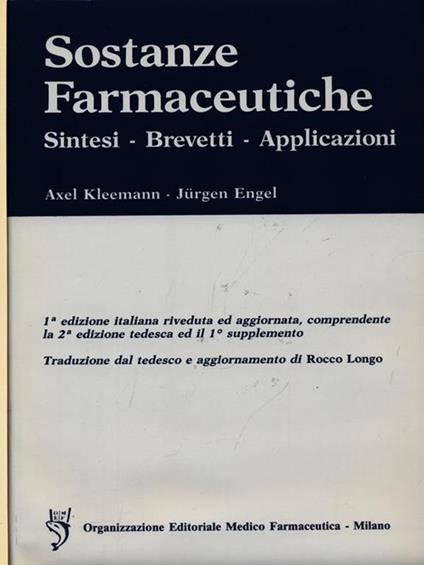 Sostanze
Farmaceutiche
Sintesi - Brevetti - Applicazioni
Axel Kleemann - Jürgen Engel
1ª edizione italiana riveduta ed aggiornata, comprendente
la 2ª edizione tedesca ed il 1° supplemento
Traduzione dal tedesco e aggiornamento di Rocco Longo
Organizzazione Editoriale Medico Farmaceutica - Milano